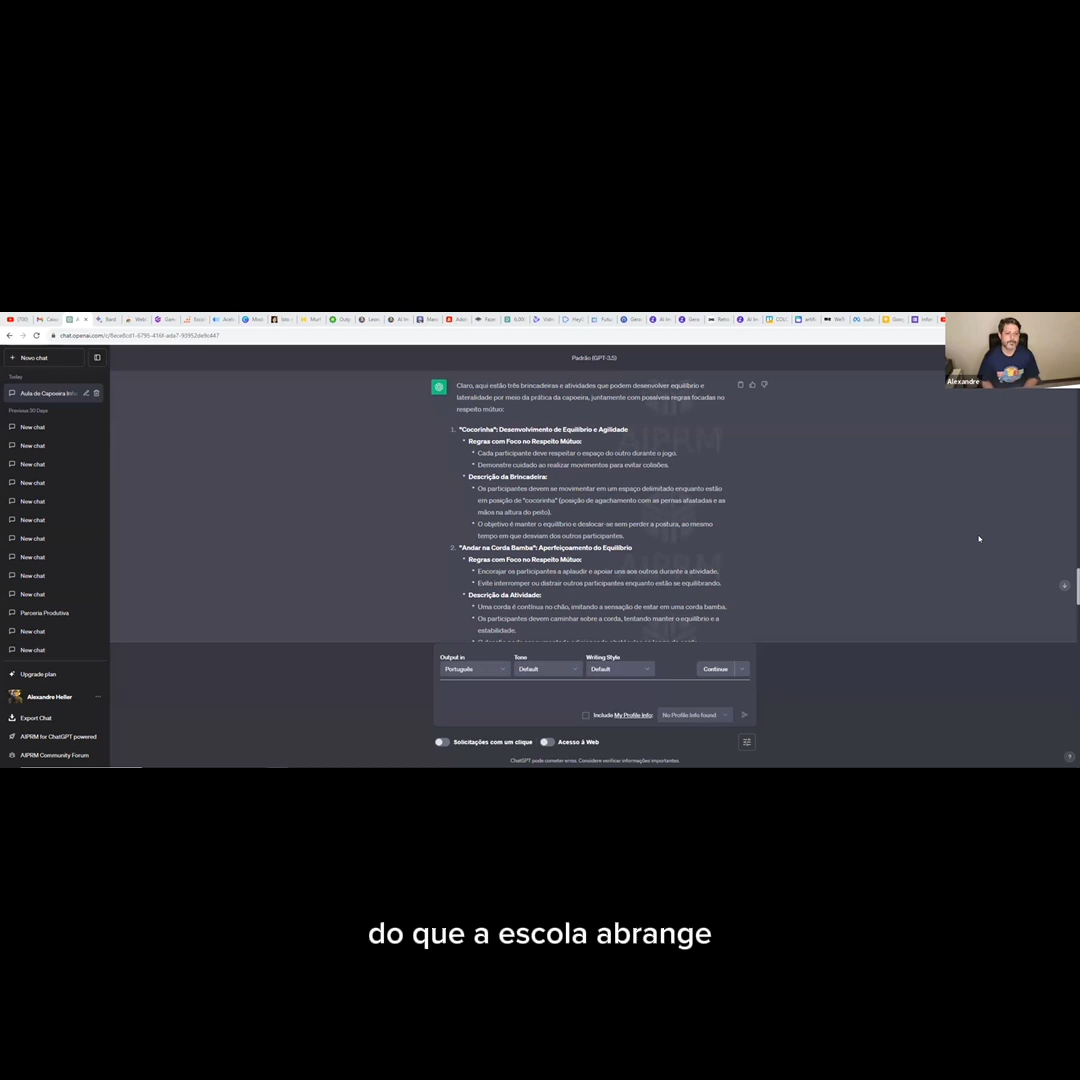 chat.openai.com/c/8ece8cd1-6795-416f-ada7-93952de9c447
Novo chat
Padrão (GPT-3.5)
Alexandre
Today
Aula de Capoeira Infa
Previous 30 Days
New chat
New chat
New chat
New chat
New chat
New chat
New chat
New chat
New chat
New chat
Parceria Produtiva
New chat
New chat
Upgrade plan
Alexandre Heller
Export Chat
AIPRM for ChatGPT powered
AIPRM Community Forum
Claro, aqui estão três brincadeiras e atividades que podem desenvolver equilíbrio e
lateralidade por meio da prática da capoeira, juntamente com possíveis regras focadas no
respeito mútuo:
1. "Cocorinha": Desenvolvimento de Equilíbrio e Agilidade
• Regras com Foco no Respeito Mútuo:
• Cada participante deve respeitar o espaço do outro durante o jogo.
• Demonstre cuidado ao realizar movimentos para evitar colisões.
• Descrição da Brincadeira:
• Os participantes devem se movimentar em um espaço delimitado enquanto estão
em posição de "cocorinha" (posição de agachamento com as pernas afastadas e as
mãos na altura do peito).
• O objetivo é manter o equilíbrio e deslocar-se sem perder a postura, ao mesmo
tempo em que desviam dos outros participantes.
2. "Andar na Corda Bamba": Aperfeiçoamento do Equilíbrio
• Regras com Foco no Respeito Mútuo:
• Encorajar os participantes a aplaudir e apoiar uns aos outros durante a atividade.
• Evite interromper ou distrair outros participantes enquanto estão se equilibrando.
• Descrição da Atividade:
• Uma corda é contínua no chão, imitando a sensação de estar em uma corda bamba.
• Os participantes devem caminhar sobre a corda, tentando manter o equilíbrio e a
estabilidade.
AIPRM
AIPRM
Output in
Tone
Writing Style
Português
Default
Default
Continue
Include My Profile Info:
No Profile Info found
Solicitações com um clique
Acesso à Web
ChatGPT pode cometer erros. Considere verificar informações importantes.
do que a escola abrange